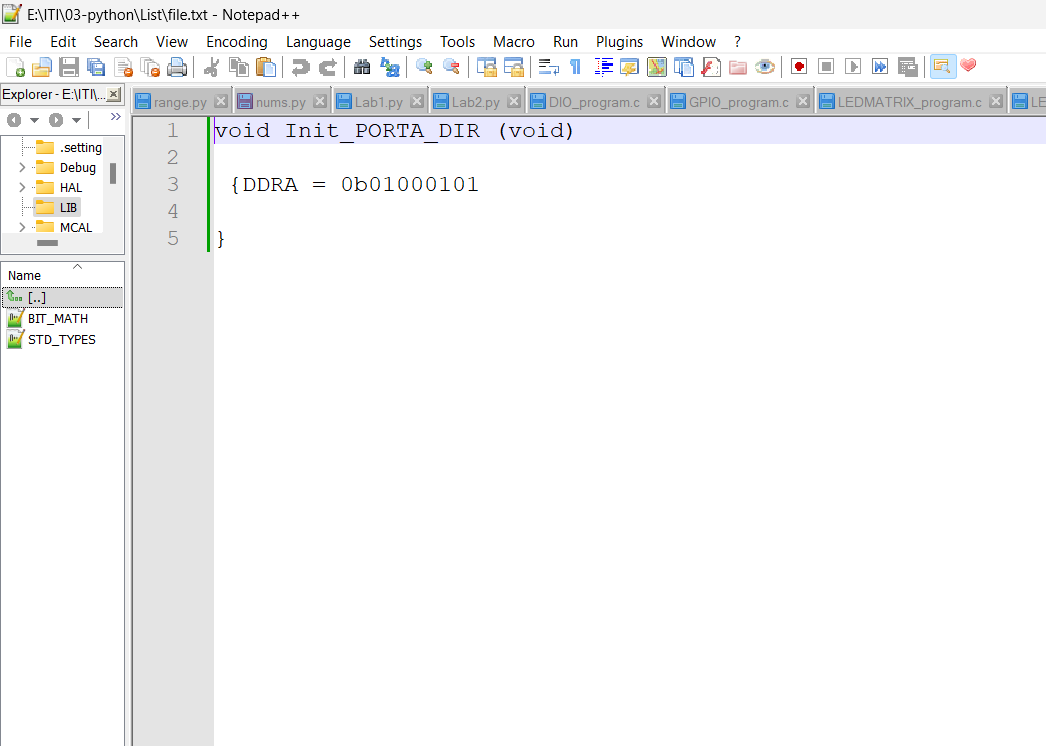 E:\ITI\03-python\List\file.txt - Notepad++
File Edit Search View Encoding Language Settings Tools Macro Run Plugins Window ?
Explorer - E:\ITI\...
range.py nums.py Lab1.py Lab2.py DIO_program.c GPIO_program.c LEDMATRIX_program.c LE
.setting
Debug
HAL
LIB
MCAL
Name
[..]
BIT_MATH
STD_TYPES
1 void Init_PORTA_DIR (void)
2
3 {DDRA = 0b01000101
4
5 }